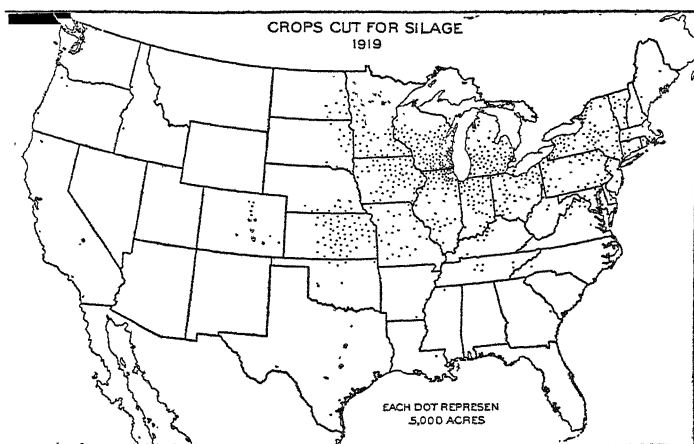 CROPS CUT FOR SILAGE
1919
EACH DOT REPRESEN
5,000 ACRES